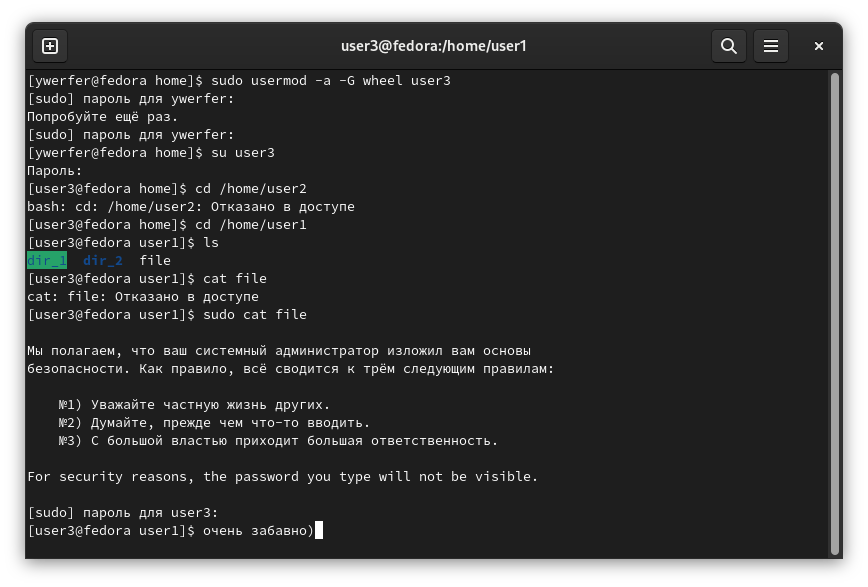 user3@fedora:/home/user1
[ywerfer@fedora home]$ sudo usermod -a -G wheel user3
[sudo] пароль для ywerfer:
Попробуйте ещё раз.
[sudo] пароль для ywerfer:
[ywerfer@fedora home]$ su user3
Пароль:
[user3@fedora home]$ cd /home/user2
bash: cd: /home/user2: Отказано в доступе
[user3@fedora home]$ cd /home/user1
[user3@fedora user1]$ ls
dir_1  dir_2  file
[user3@fedora user1]$ cat file
cat: file: Отказано в доступе
[user3@fedora user1]$ sudo cat file
Мы полагаем, что ваш системный администратор изложил вам основы
безопасности. Как правило, всё сводится к трём следующим правилам:
№1) Уважайте частную жизнь других.
№2) Думайте, прежде чем что-то вводить.
№3) С большой властью приходит большая ответственность.
For security reasons, the password you type will not be visible.
[sudo] пароль для user3:
[user3@fedora user1]$ очень забавно)